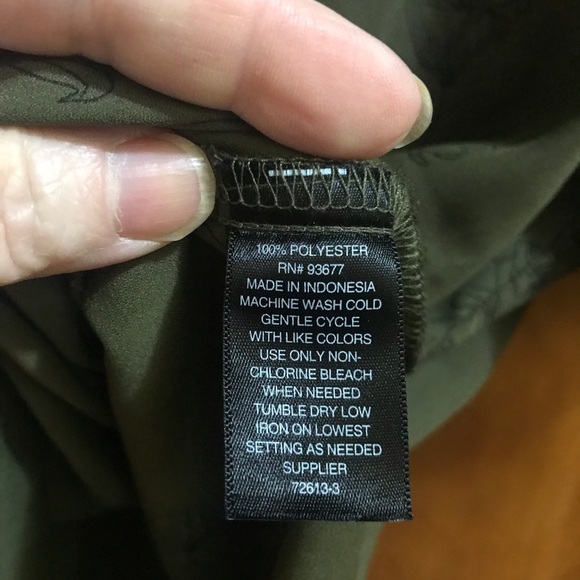 100% POLYESTER
RN# 93677
MADE IN INDONESIA
MACHINE WASH COLD
GENTLE CYCLE
WITH LIKE COLORS
USE ONLY NON-
CHLORINE BLEACH
WHEN NEEDED
TUMBLE DRY LOW
IRON ON LOWEST
SETTING AS NEEDED
SUPPLIER
72613-3